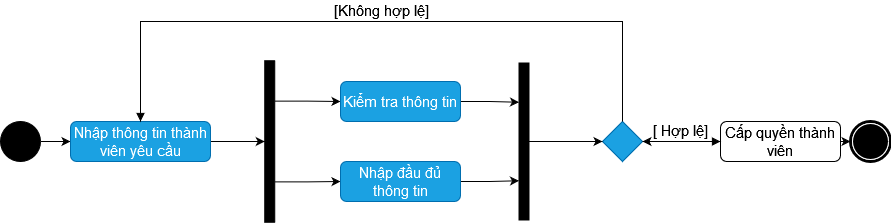 [Không hợp lệ]
Nhập thông tin thành
viên yêu cầu
Kiểm tra thông tin
Nhập đầu đủ
thông tin
[ Hợp lệ]
Cấp quyền thành
viên